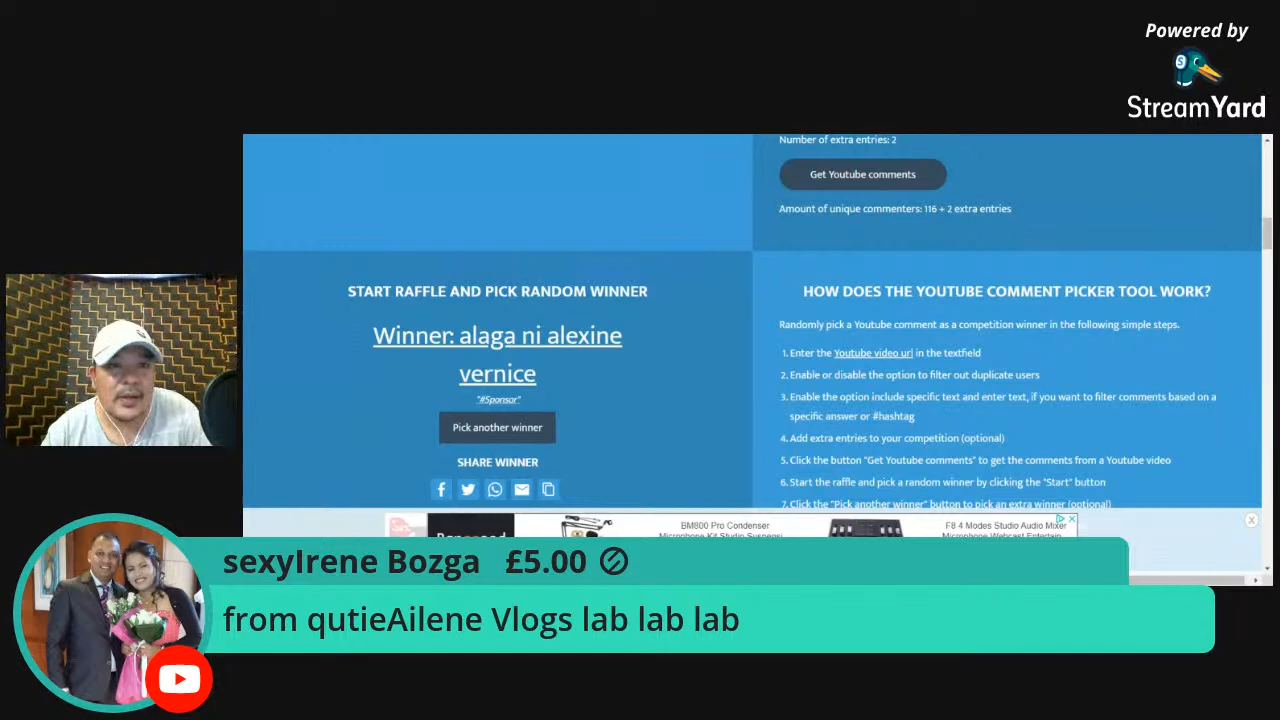 Powered by
StreamYard
Number of extra entries: 2
Get Youtube comments
Amount of unique commenters: 116 + 2 extra entries
START RAFFLE AND PICK RANDOM WINNER
Winner: alaga ni alexine
vernice
"#Sponsor"
Pick another winner
SHARE WINNER
HOW DOES THE YOUTUBE COMMENT PICKER TOOL WORK?
Randomly pick a Youtube comment as a competition winner in the following simple steps.
1. Enter the Youtube video url in the textfield
2. Enable or disable the option to filter out duplicate users
3. Enable the option include specific text and enter text, if you want to filter comments based on a
specific answer or #hashtag
4. Add extra entries to your competition (optional)
5. Click the button "Get Youtube comments" to get the comments from a Youtube video
6. Start the raffle and pick a random winner by clicking the "Start" button
7. Click the "Pick another winner" button to pick an extra winner (optional)
BM800 Pro Condenser
F8 4 Modes Studio Audio Mixer
sexyIrene Bozga £5.00
from qutieAilene Vlogs lab lab lab